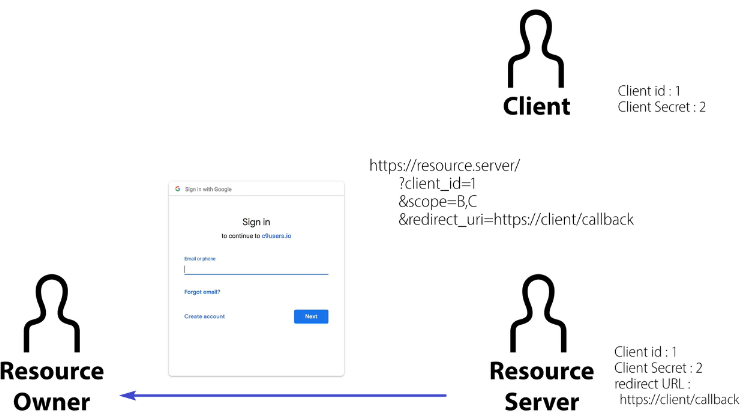 Client
Client id : 1
Client Secret : 2
https://resource.server/
?client_id=1
&scope=B,C
&redirect_uri=https://client/callback
G Sign in with Google
Sign in
to continue to c9users.io
Email or phone
Forgot email?
Create account
Next
Resource
Owner
Resource
Server
Client id : 1
Client Secret : 2
redirect URL :
https://client/callback